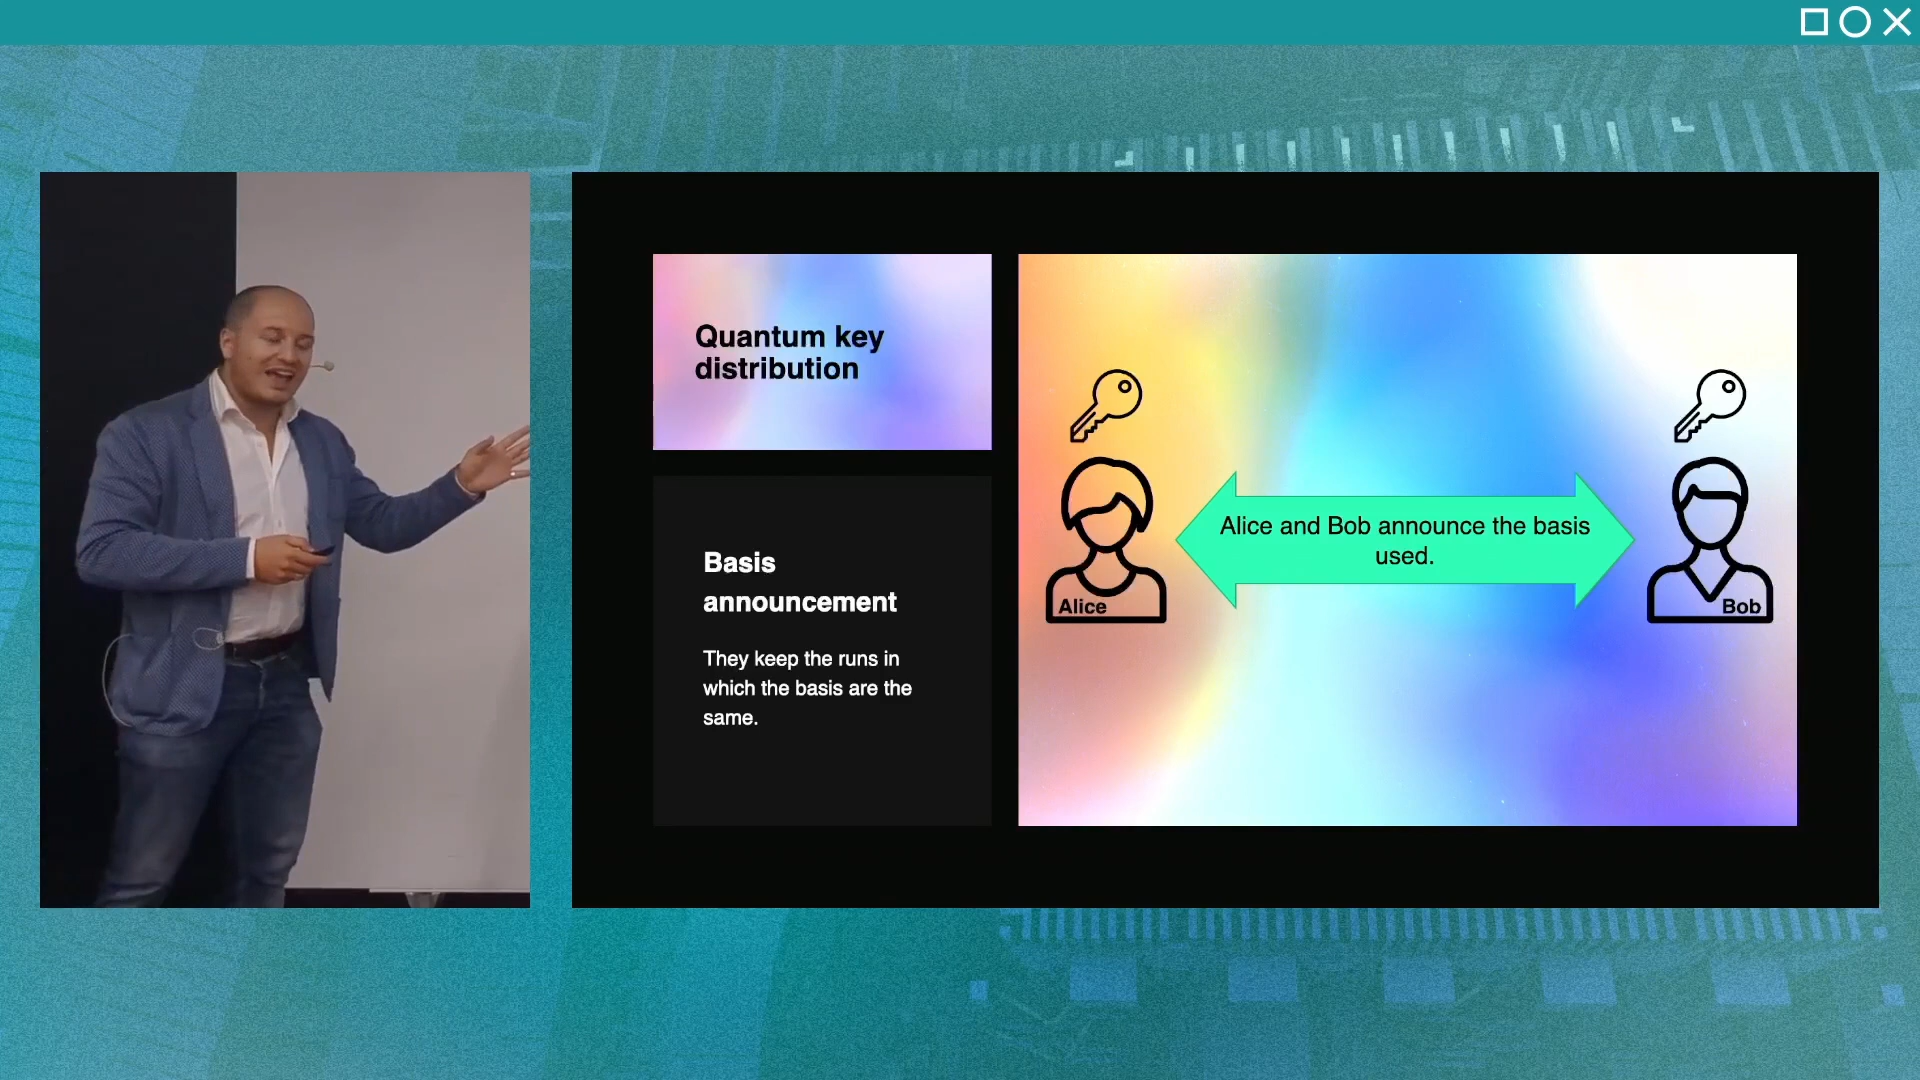 Quantum key
distribution
Basis
announcement
They keep the runs in
which the basis are the
same.
Alice and Bob announce the basis
used.
Alice
Bob